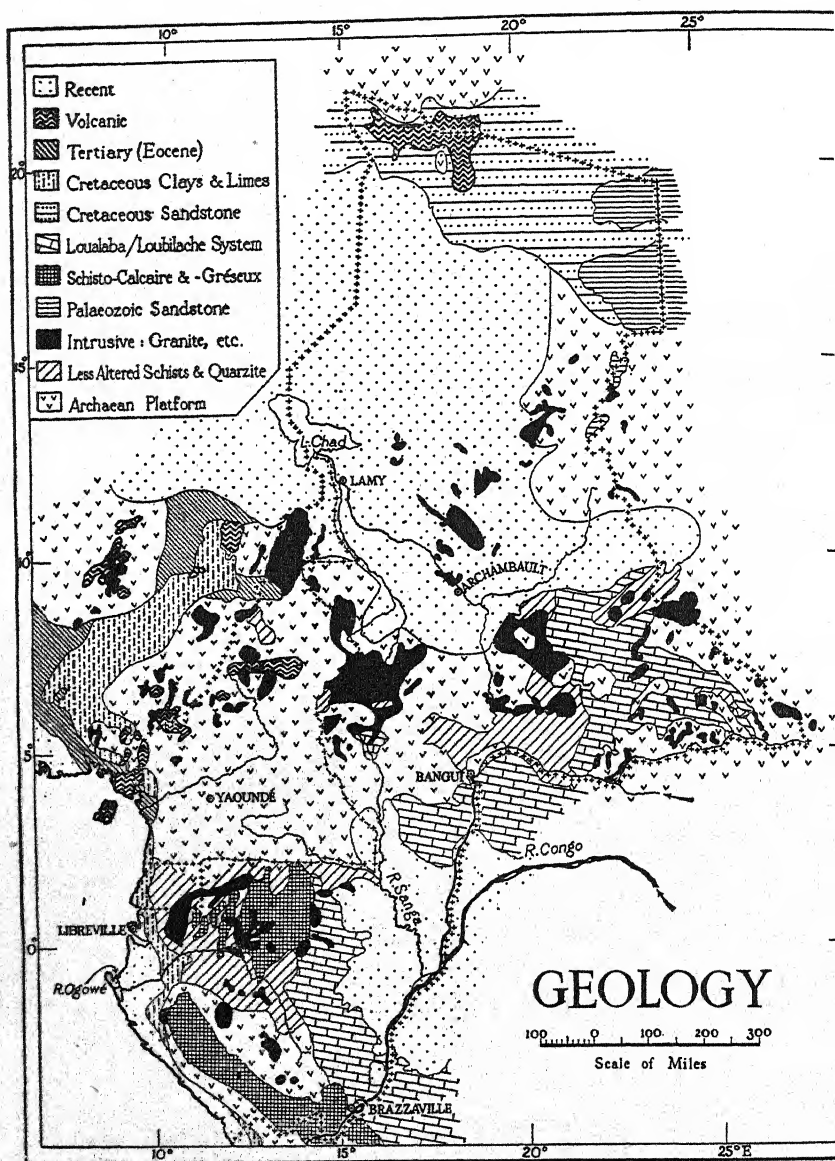 10°
15°
20°
25°
Recent
Volcanic
Tertiary (Eocene)
Cretaceous Clays & Limes
Cretaceous Sandstone
Loualaba/Loubilache System
Schisto-Calcaire & -Gréseux
Palaeozoic Sandstone
Intrusive : Granite, etc.
Less Altered Schists & Quartzite
Archaean Platform
20°
15°
L. Chad
LAMY
10°
ARCHAMBAULT
5°
BANGUI
YAOUNDÉ
R. Congo
R. Sanga
LIBREVILLE
0°
R. Ogowé
GEOLOGY
100 0 100 200 300
Scale of Miles
BRAZZAVILLE
10°
15°
20°
25° E